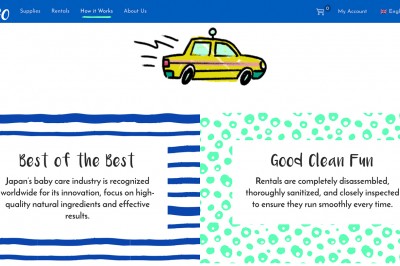 Supplies Rentals How it Works About Us 0 My Account
Best of the Best
Japan's baby care industry is recognized
worldwide for its innovation, focus on high-
quality natural ingredients and effective
results.
Good Clean Fun
Rentals are completely disassembled,
thoroughly sanitized, and closely inspected
to ensure they run smoothly every time.